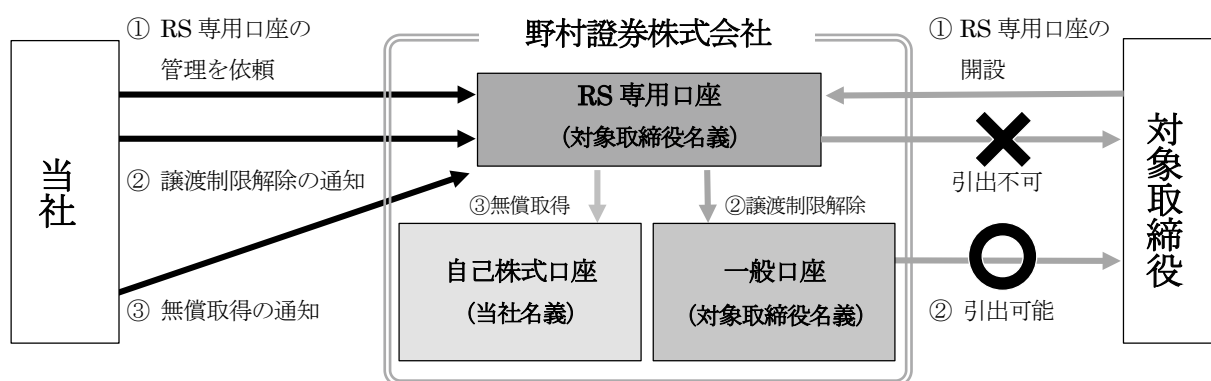 ① RS 専用口座の
管理を依頼
野村證券株式会社
① RS 専用口座の
開設
RS 専用口座
(対象取締役名義)
当社
対象取締役
② 譲渡制限解除の通知
引出不可
③無償取得
②譲渡制限解除
自己株式口座
(当社名義)
一般口座
(対象取締役名義)
③ 無償取得の通知
② 引出可能